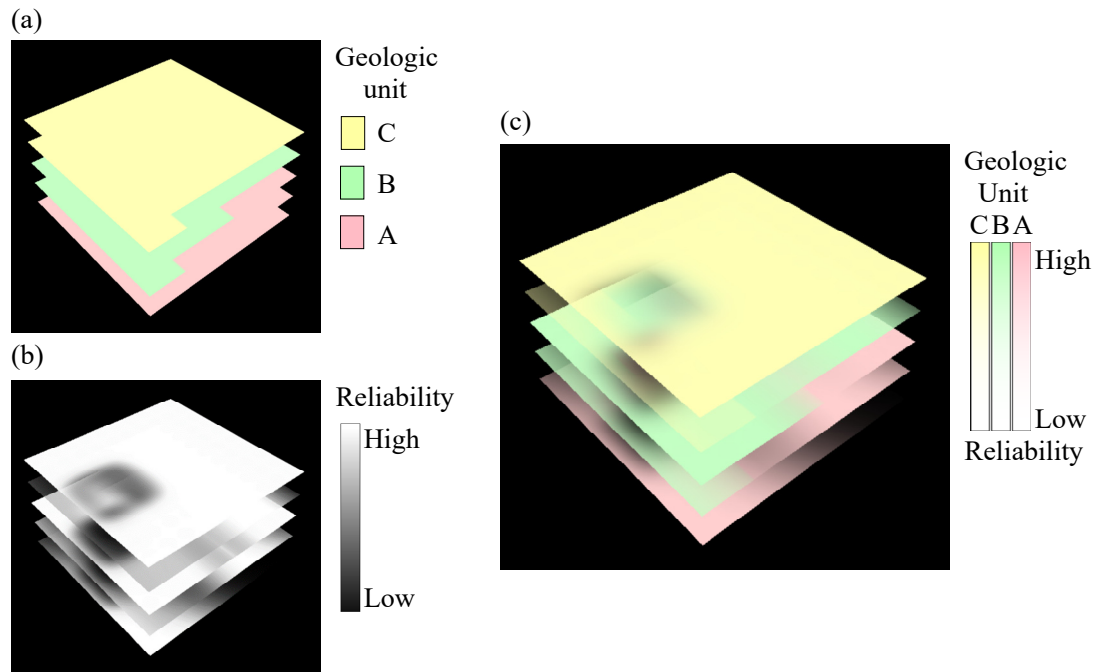 (a)
Geologic
unit
C
B
A
(b)
Reliability
High
Low
(c)
Geologic
Unit
C B A
High
Low
Reliability